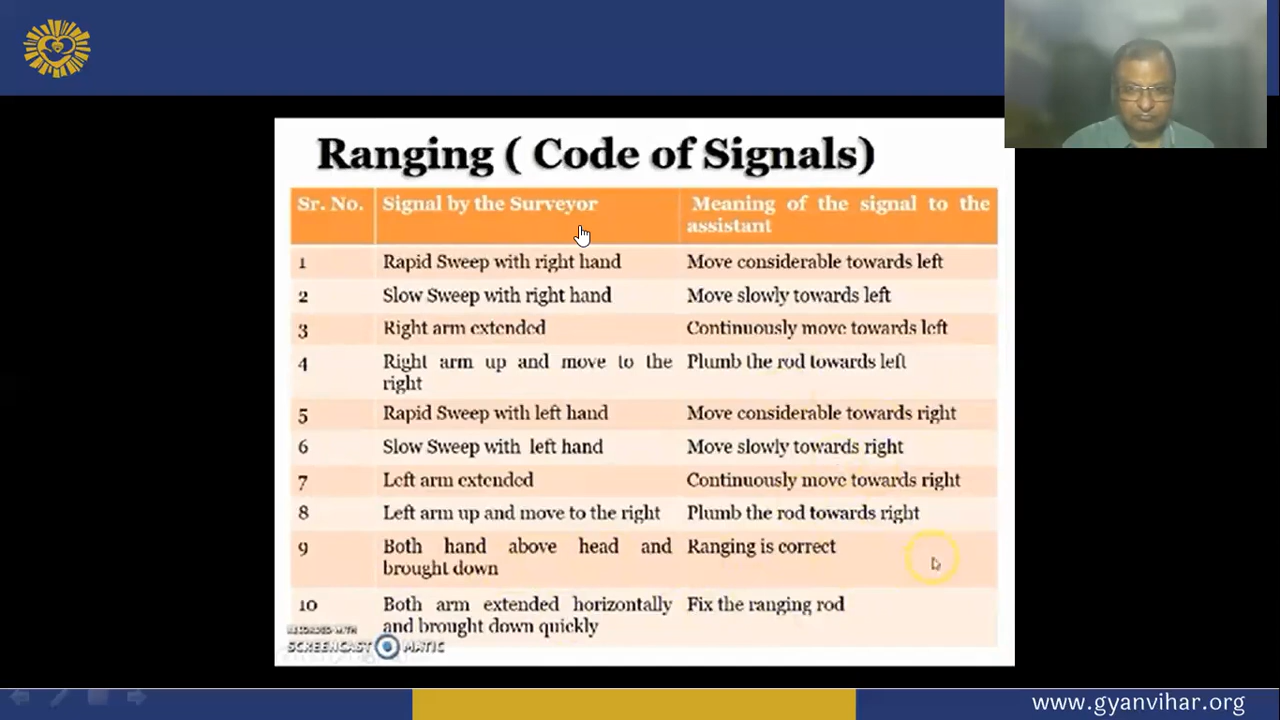 Ranging ( Code of Signals)
Sr. No. Signal by the Surveyor Meaning of the signal to the
assistant
1 Rapid Sweep with right hand Move considerable towards left
2 Slow Sweep with right hand Move slowly towards left
3 Right arm extended Continuously move towards left
4 Right arm up and move to the Plumb the rod towards left
right
5 Rapid Sweep with left hand Move considerable towards right
6 Slow Sweep with left hand Move slowly towards right
7 Left arm extended Continuously move towards right
8 Left arm up and move to the right Plumb the rod towards right
9 Both hand above head and Ranging is correct
brought down
10 Both arm extended horizontally Fix the ranging rod
and brought down quickly
RECORDED WITH
SCREENCAST MATIC
www.gyanvihar.org